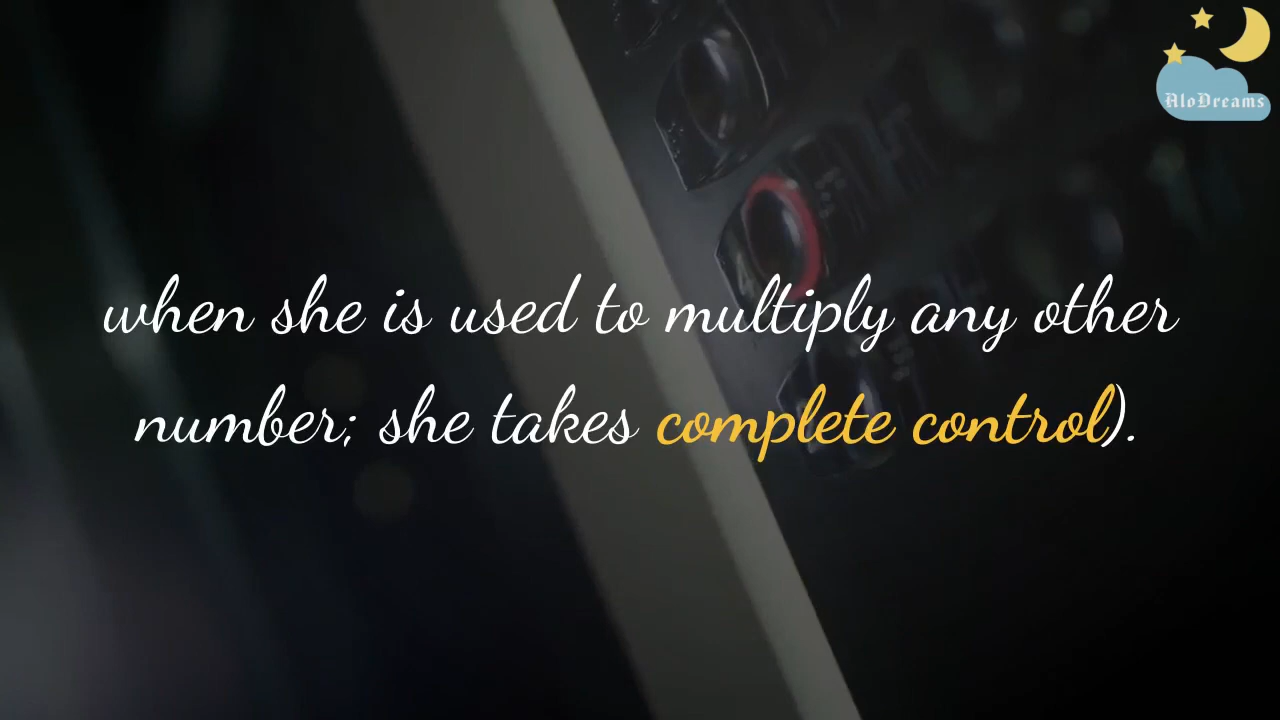 AloDreams
when she is used to multiply any other
number; she takes complete control).